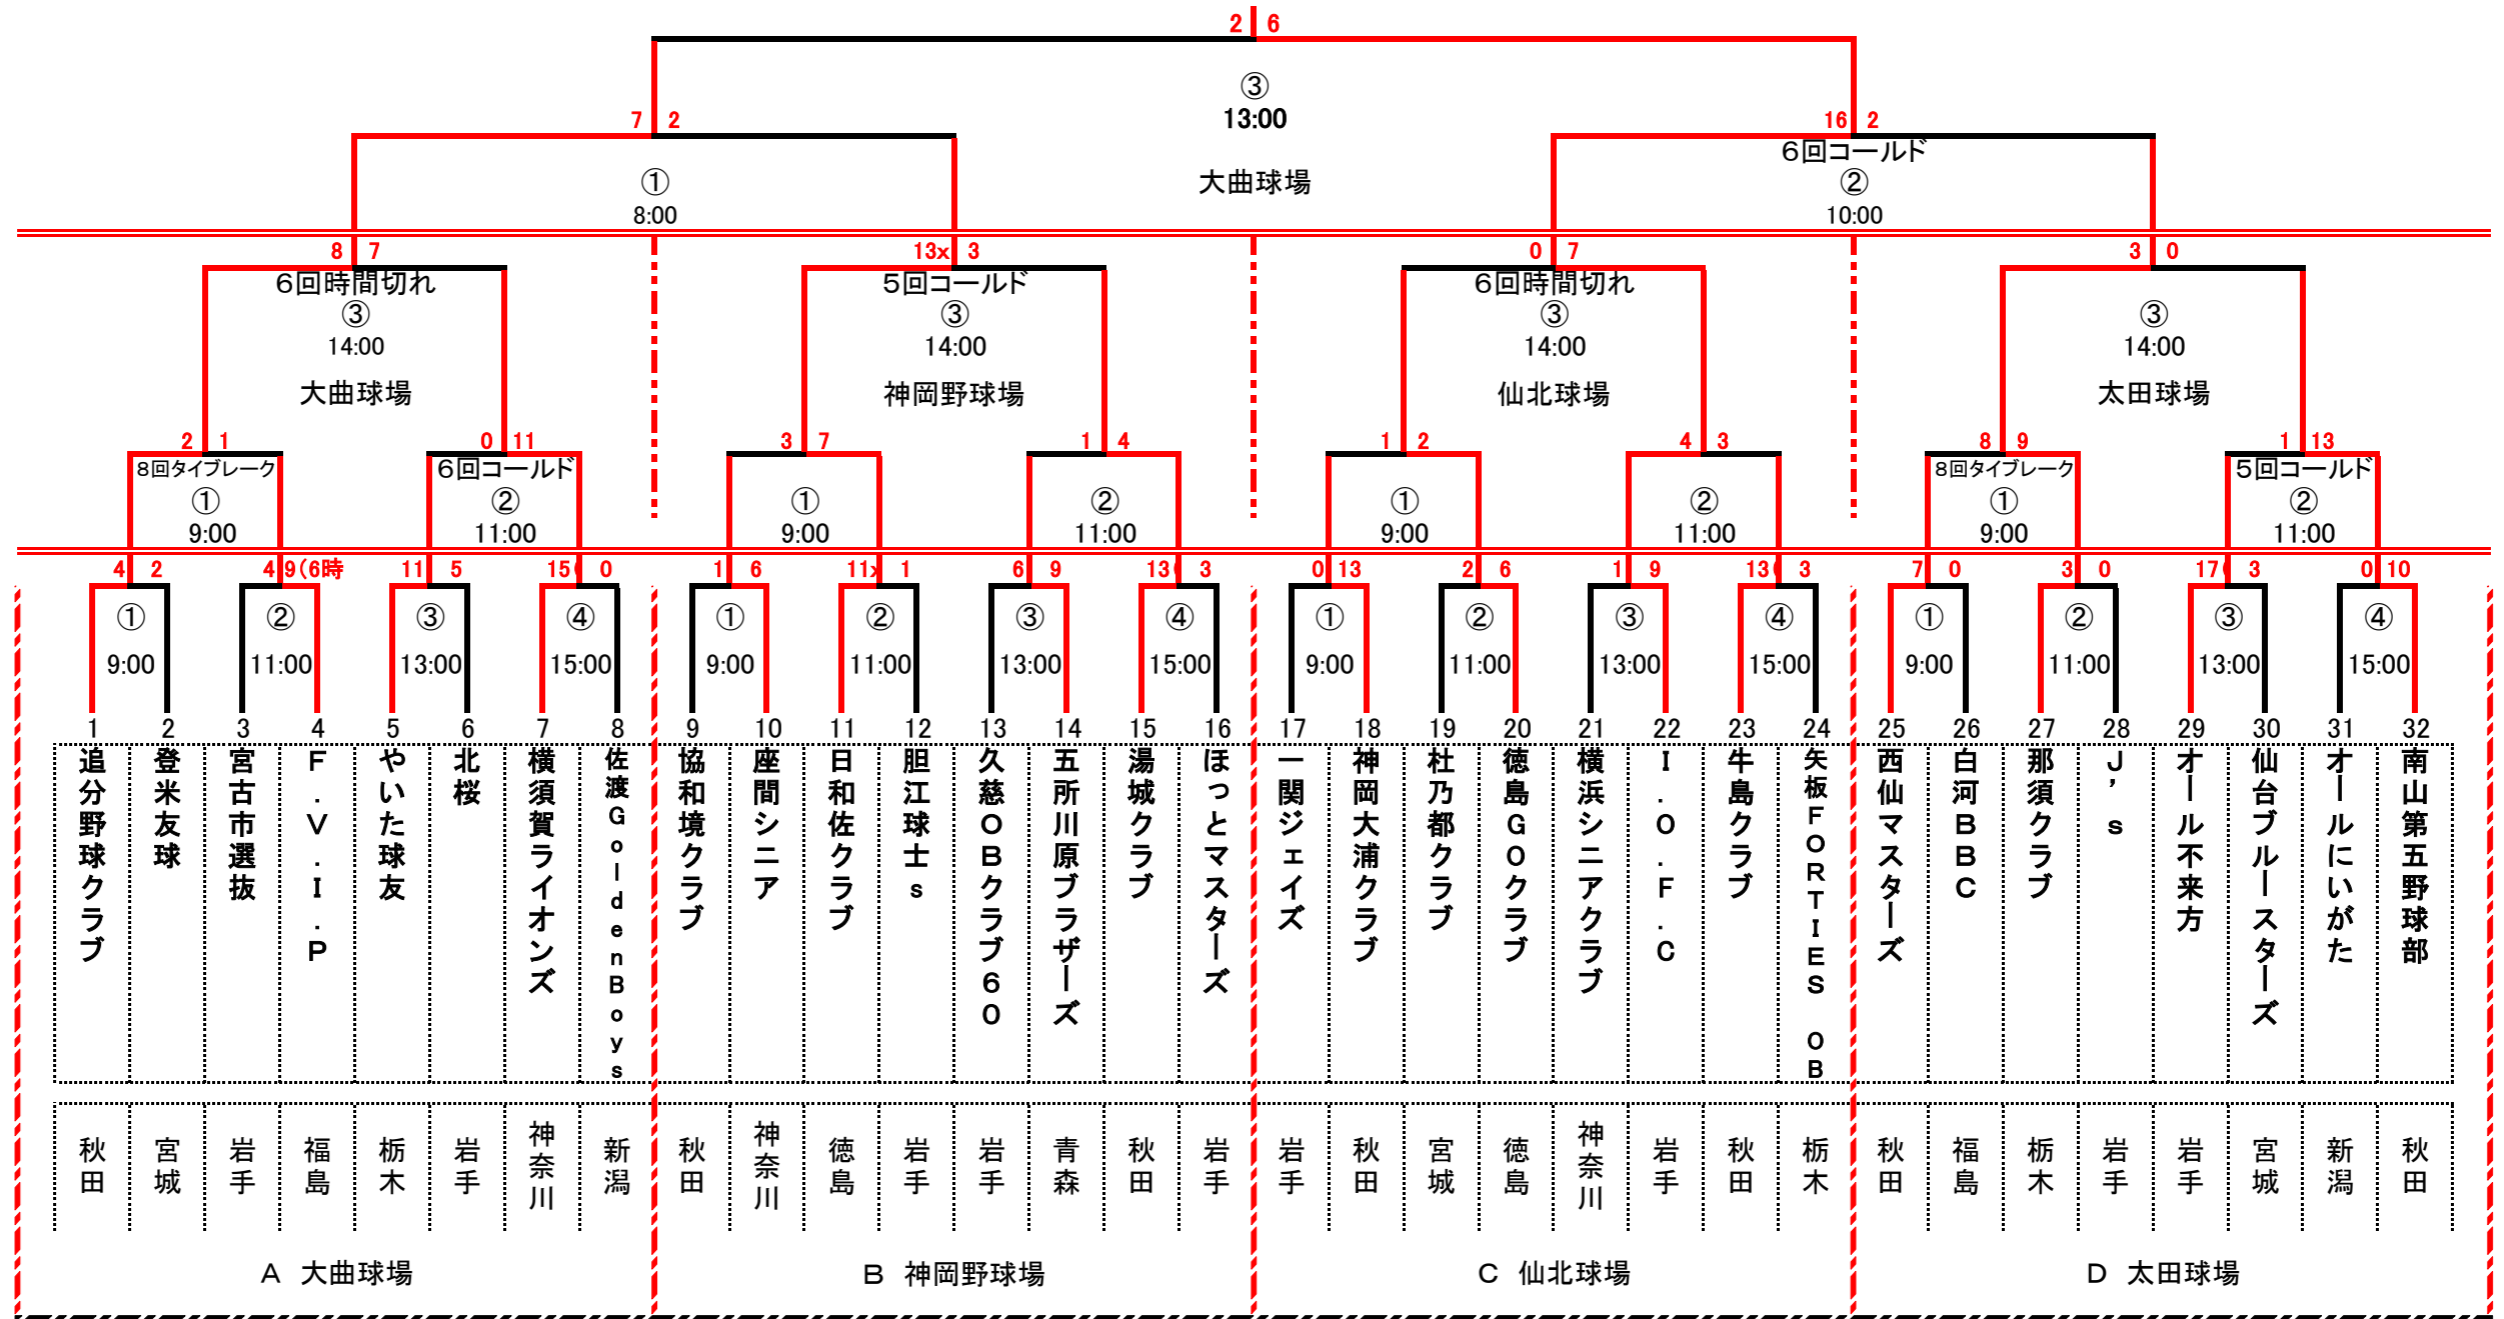 2 6
③
13:00
大曲球場
7 2
①
8:00
16 2
6回コールド
②
10:00
8 7
6回時間切れ
③
14:00
大曲球場
13x 3
5回コールド
③
14:00
神岡野球場
0 7
6回時間切れ
③
14:00
仙北球場
3 0
③
14:00
太田球場
2 1
8回タイブレーク
①
9:00
0 11
6回コールド
②
11:00
3 7
①
9:00
1 4
②
11:00
1 2
①
9:00
4 3
②
11:00
8 9
8回タイブレーク
①
9:00
1 13
5回コールド
②
11:00
4 2 4 9(6時 11 5 15 0 1 6 11x 1 6 9 13 3 0 13 2 6 1 9 13 3 7 0 3 0 17 3 0 10
① ② ③ ④ ① ② ③ ④ ① ② ③ ④ ① ② ③ ④
9:00 11:00 13:00 15:00 9:00 11:00 13:00 15:00 9:00 11:00 13:00 15:00 9:00 11:00 13:00 15:00
1 2 3 4 5 6 7 8 9 10 11 12 13 14 15 16 17 18 19 20 21 22 23 24 25 26 27 28 29 30 31 32
追分野球クラブ
登米友球
宮古市選抜
F.V.I.P
やいた球友
北桜
横須賀ライオンズ
佐渡GoldenBoys
協和境クラブ
座間シニア
日和佐クラブ
胆江球士s
久慈OBクラブ60
五所川原ブラザーズ
湯城クラブ
ほっとマスターズ
一関ジェイズ
神岡大浦クラブ
杜乃都クラブ
徳島GOクラブ
横浜シニアクラブ
I.O.F.C
牛島クラブ
矢板FORTIES OB
西仙マスターズ
白河BBC
那須クラブ
J’s
オール不来方
仙台ブルースターズ
オールにいがた
南山第五野球部
秋田 宮城 岩手 福島 栃木 岩手 神奈川 新潟 秋田 神奈川 徳島 岩手 岩手 青森 秋田 岩手 岩手 秋田 宮城 徳島 神奈川 岩手 秋田 栃木 秋田 福島 栃木 岩手 岩手 宮城 新潟 秋田
A 大曲球場
B 神岡野球場
C 仙北球場
D 太田球場